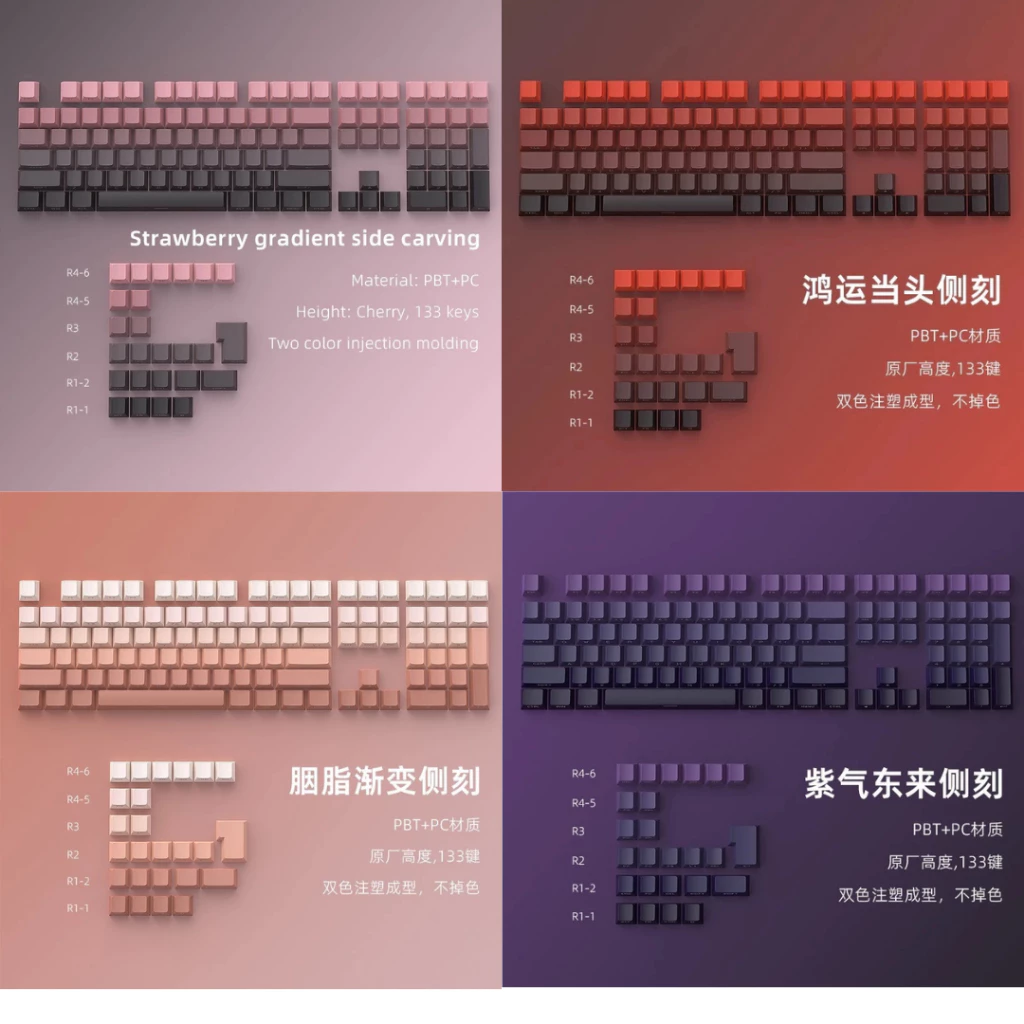 Strawberry gradient side carving
R4-6
Material: PBT+PC
R4-5
Height: Cherry, 133 keys
R3
Two color injection molding
R2
R1-2
R1-1
R4-6
鸿运当头侧刻
R4-5
R3
PBT+PC材质
R2
原厂高度,133键
R1-2
双色注塑成型，不掉色
R1-1
R4-6
胭脂渐变侧刻
R4-5
R3
PBT+PC材质
R2
原厂高度,133键
R1-2
双色注塑成型，不掉色
R1-1
R4-6
紫气东来侧刻
R4-5
R3
PBT+PC材质
R2
原厂高度,133键
R1-2
双色注塑成型，不掉色
R1-1